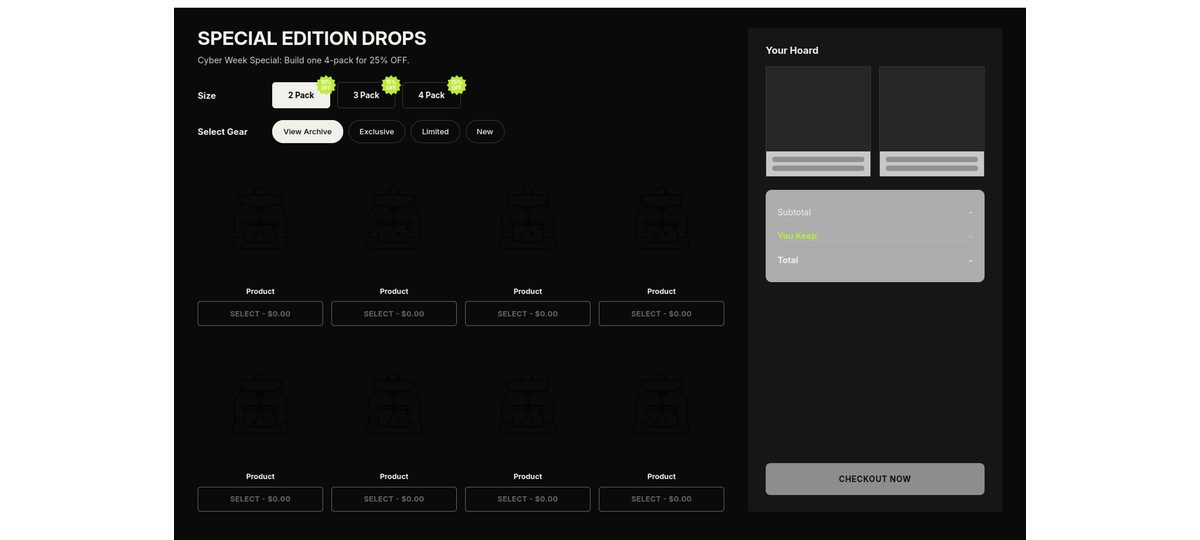 SPECIAL EDITION DROPS
Cyber Week Special: Build one 4-pack for 25% OFF.
Size
2 Pack
OFF
3 Pack
OFF
4 Pack
OFF
Select Gear
View Archive
Exclusive
Limited
New
Product
Product
Product
Product
SELECT - $0.00
SELECT - $0.00
SELECT - $0.00
SELECT - $0.00
Product
Product
Product
Product
SELECT - $0.00
SELECT - $0.00
SELECT - $0.00
SELECT - $0.00
Your Hoard
Subtotal -
You Keep -
Total -
CHECKOUT NOW